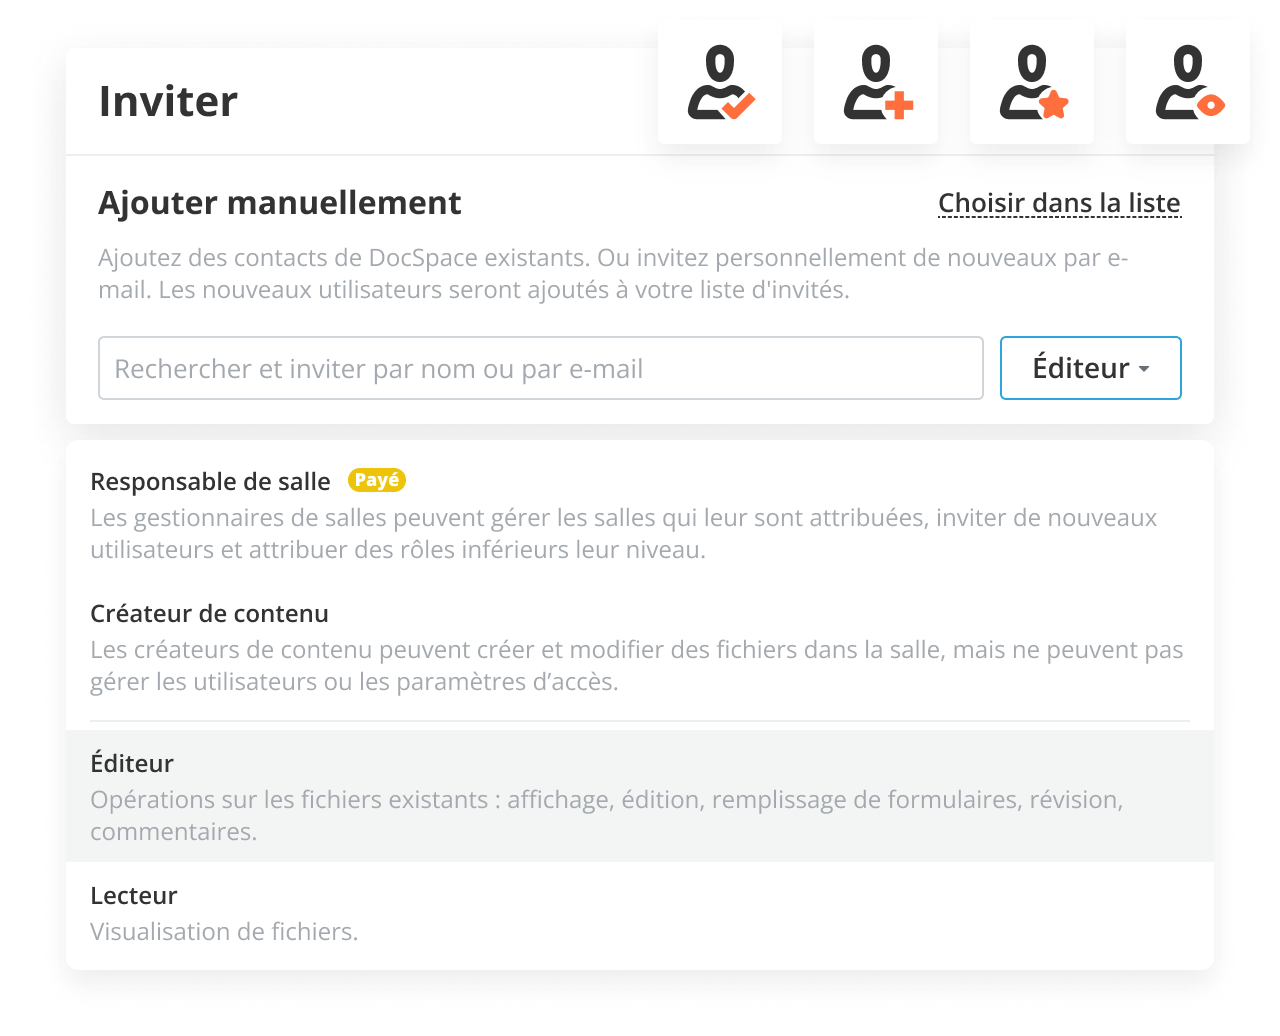 Inviter
Ajouter manuellement
Choisir dans la liste
Ajoutez des contacts de DocSpace existants. Ou invitez personnellement de nouveaux par e-
mail. Les nouveaux utilisateurs seront ajoutés à votre liste d'invités.
Rechercher et inviter par nom ou par e-mail
Éditeur
Responsable de salle Payé
Les gestionnaires de salles peuvent gérer les salles qui leur sont attribuées, inviter de nouveaux
utilisateurs et attribuer des rôles inférieurs leur niveau.
Créateur de contenu
Les créateurs de contenu peuvent créer et modifier des fichiers dans la salle, mais ne peuvent pas
gérer les utilisateurs ou les paramètres d’accès.
Éditeur
Opérations sur les fichiers existants : affichage, édition, remplissage de formulaires, révision,
commentaires.
Lecteur
Visualisation de fichiers.